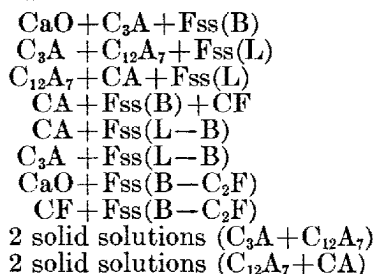 CaO+C₃A+Fss(B)
C₃A +C₁₂A₇+Fss(L)
C₁₂A₇+CA+Fss(L)
CA+Fss(B)+CF
CA+Fss(L—B)
C₃A+Fss(L—B)
CaO+Fss(B—C₂F)
CF+Fss(B—C₂F)
2 solid solutions (C₃A+C₁₂A₇)
2 solid solutions (C₁₂A₇+CA)